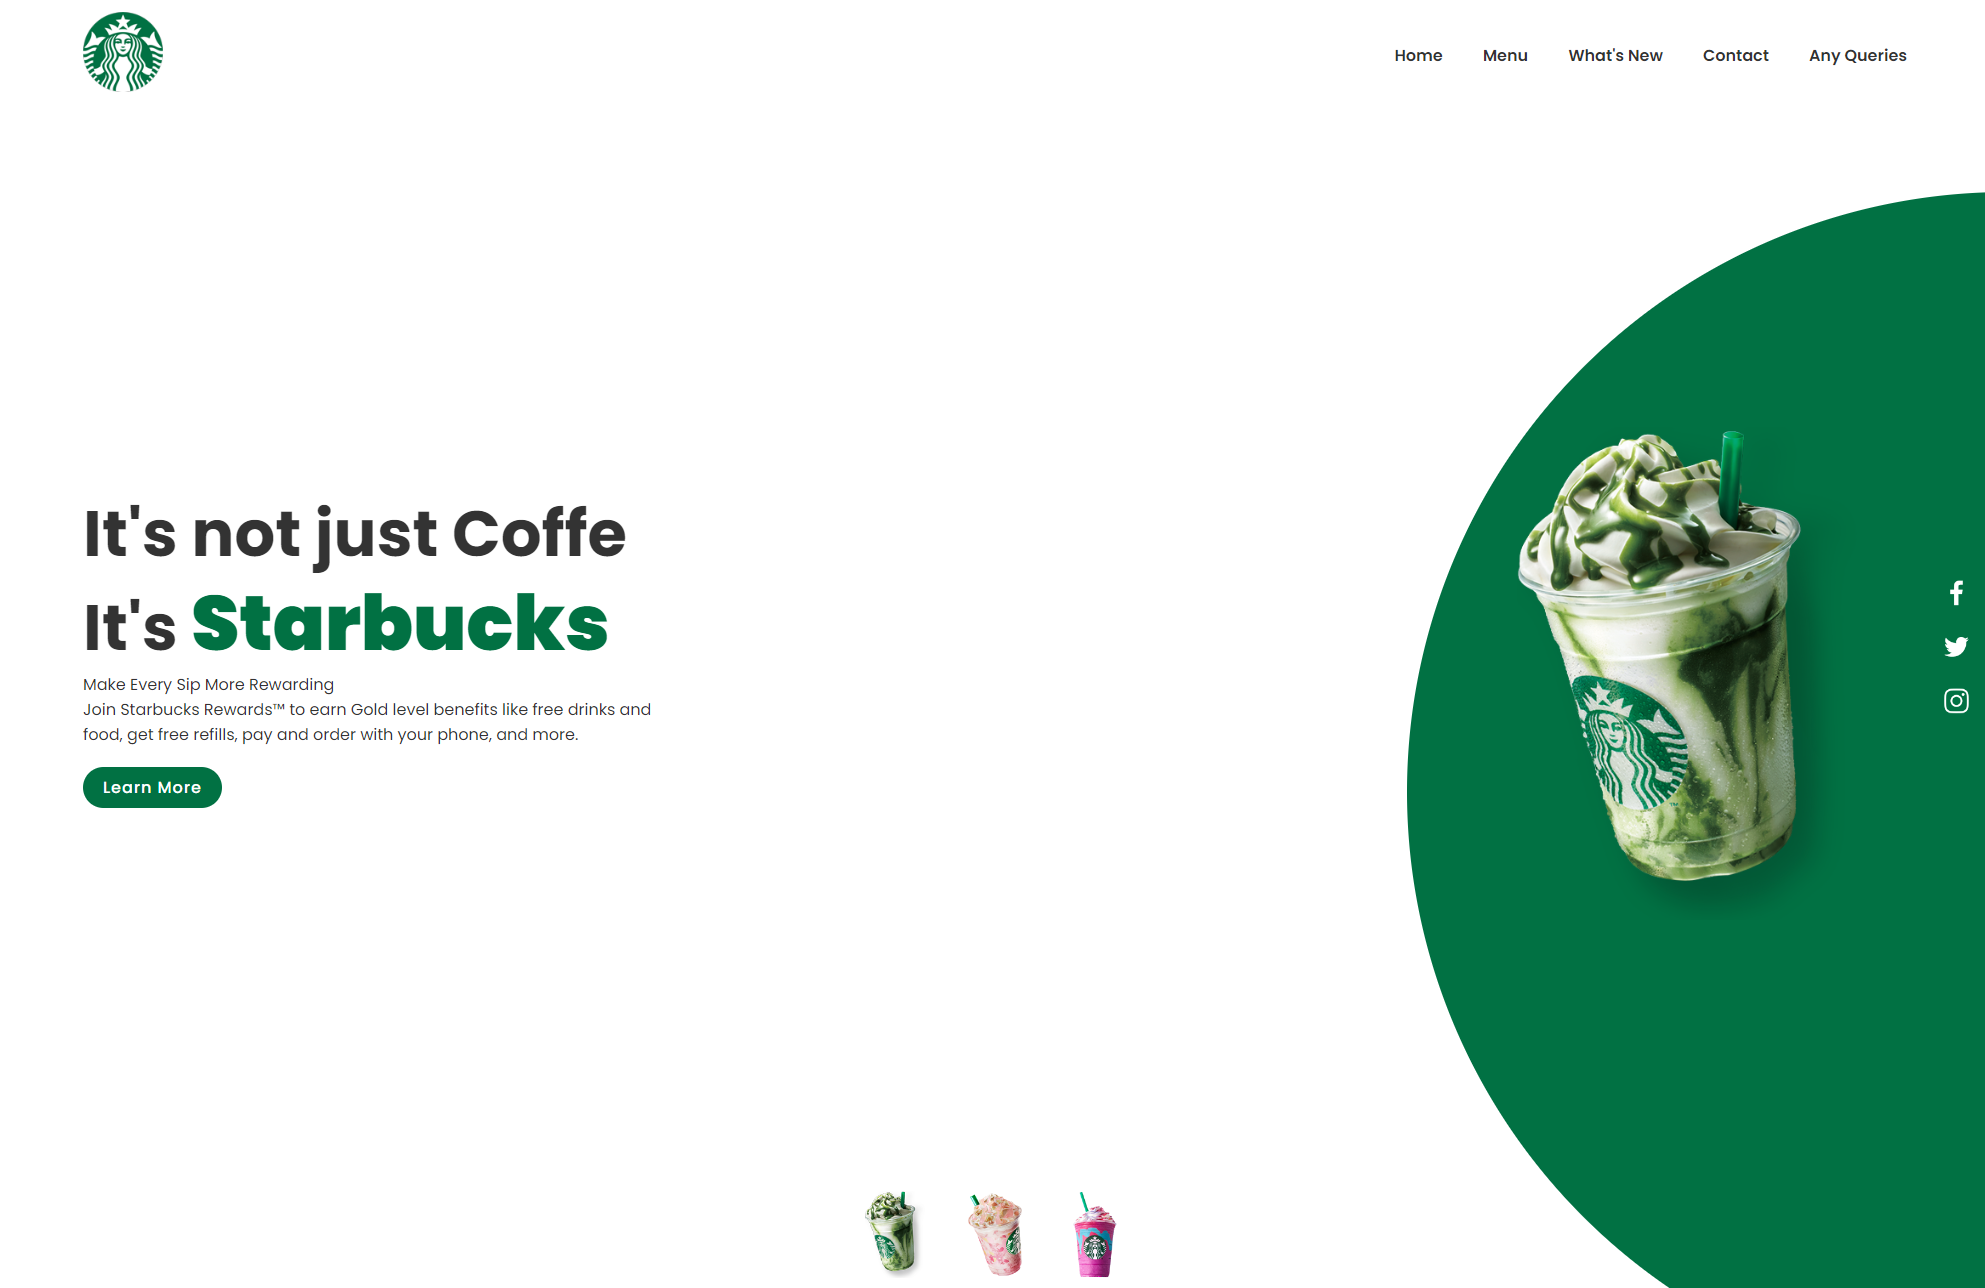 Home Menu What's New Contact Any Queries
It's not just Coffe
It's Starbucks
Make Every Sip More Rewarding
Join Starbucks Rewards™ to earn Gold level benefits like free drinks and
food, get free refills, pay and order with your phone, and more.
Learn More